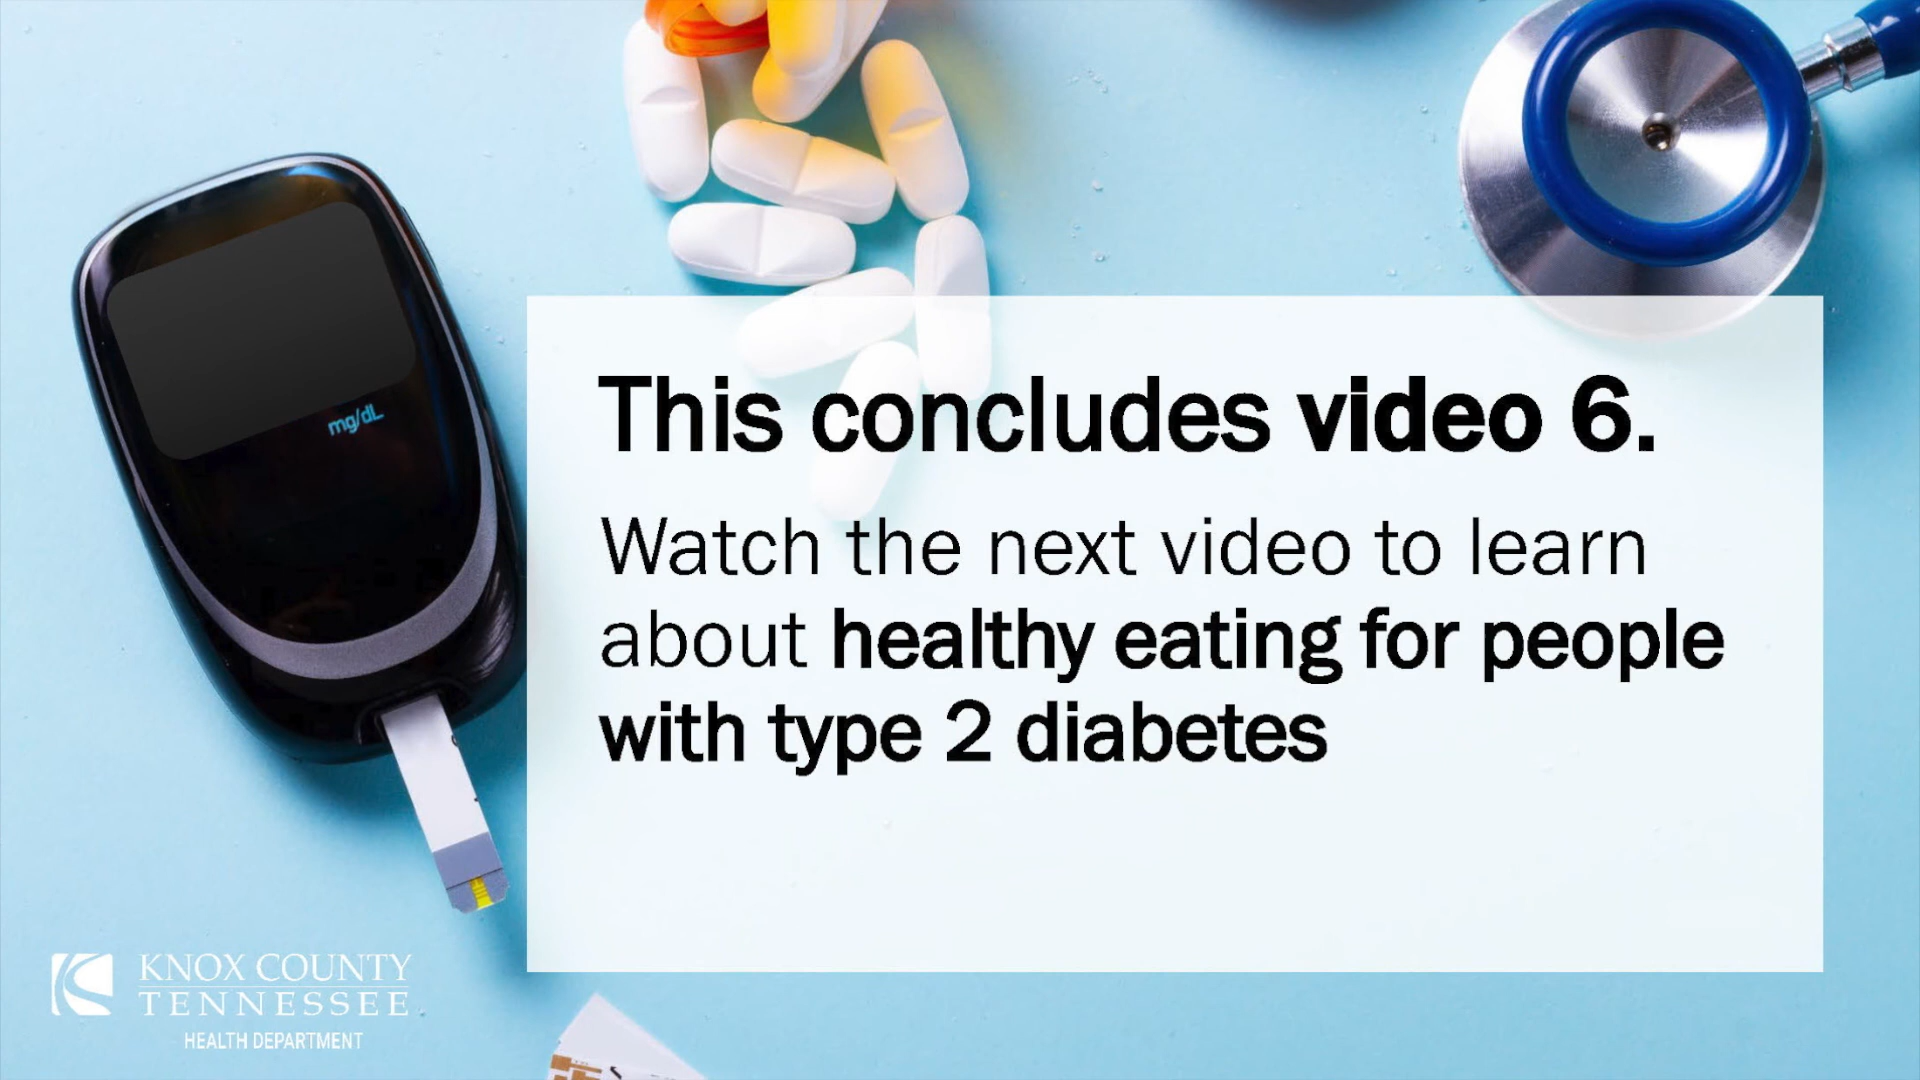 mg/dL
This concludes video 6.
Watch the next video to learn
about healthy eating for people
with type 2 diabetes
KNOX COUNTY
TENNESSEE
HEALTH DEPARTMENT